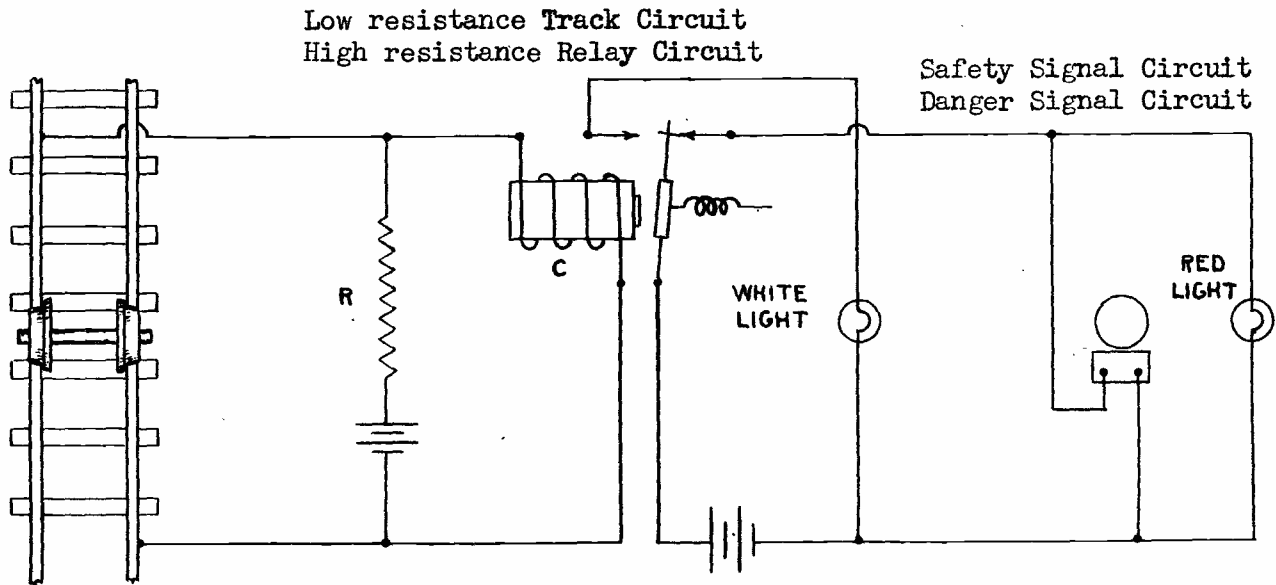 Low resistance Track Circuit
High resistance Relay Circuit
Safety Signal Circuit
Danger Signal Circuit
R
C
WHITE
LIGHT
RED
LIGHT